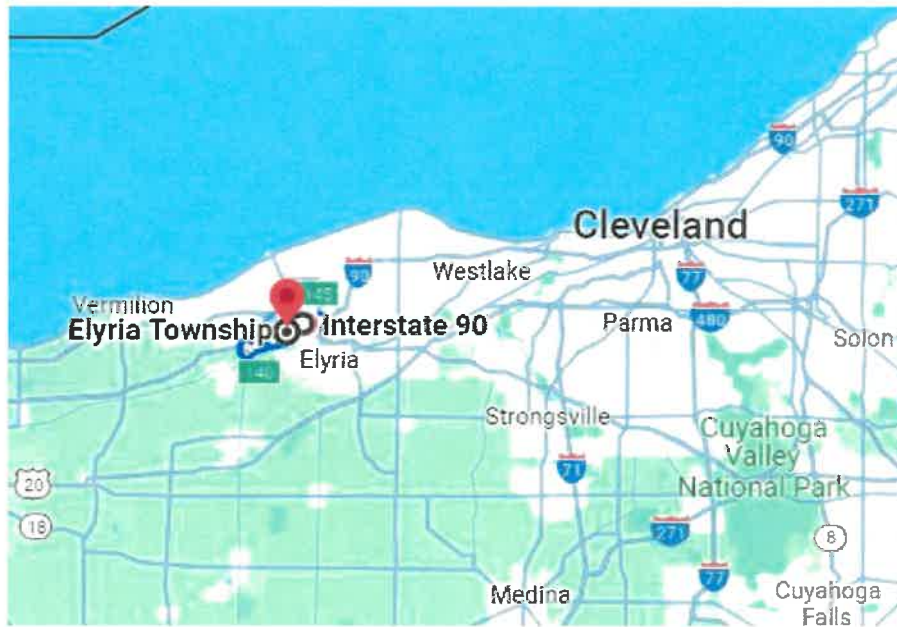 90
271
Cleveland
90
Westlake
77
145
Vermilion
Elyria Township
Interstate 90
Parma
480
Solon
Elyria
140
Strongsville
Cuyahoga
Valley
National Park
71
20
18
271
8
77
Medina
Cuyahoga
Falls